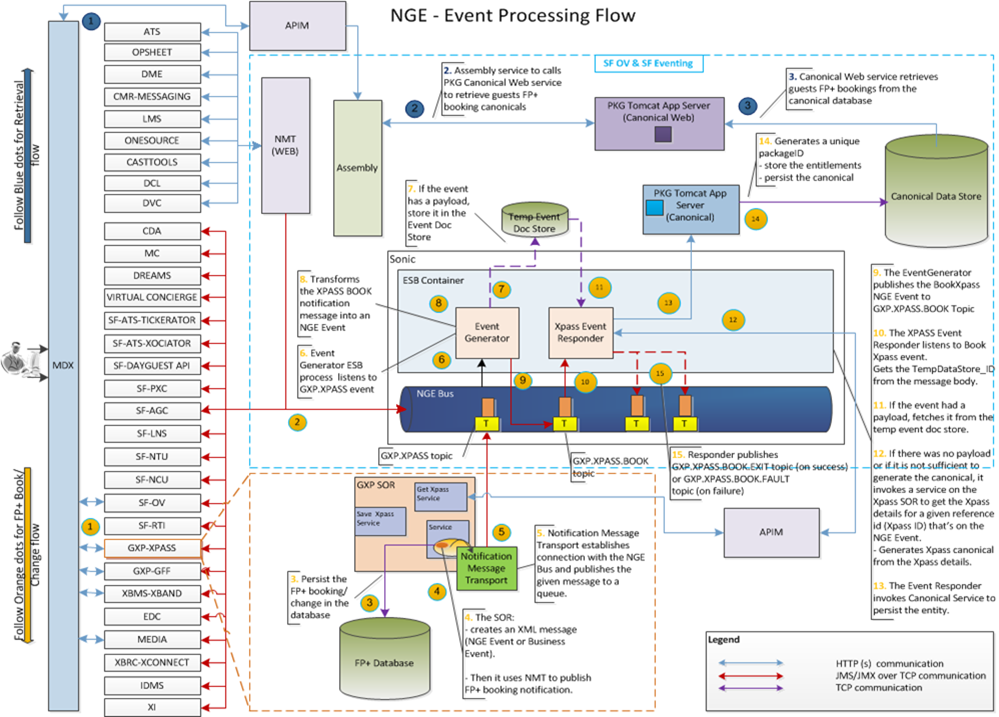 NGE - Event Processing Flow
1
APIM
ATS
OPSHEET
DME
CMR-MESSAGING
LMS
ONESOURCE
CASTTOOLS
DCL
DVC
CDA
MC
DREAMS
VIRTUAL CONCIERGE
SF-ATS-TICKERATOR
SF-ATS-XOCIATOR
SF-DAYGUEST API
SF-PXC
SF-AGC
SF-LNS
SF-NTU
SF-NCU
SF-OV
SF-RTI
GXP-XPASS
GXP-GFF
XBMS-XBAND
EDC
MEDIA
XBRC-XCONNECT
IDMS
XI
MDX
Follow Blue dots for Retrieval
flow
Follow Orange dots for FP+ Book/
Change flow
1
NMT
(WEB)
Assembly
2
SF OV & SF Eventing
2. Assembly service to calls
PKG Canonical Web service
to retrieve guests FP+
booking canonicals
2
PKG Tomcat App Server
(Canonical Web)
3
3. Canonical Web service retrieves
guests FP+ bookings from the
canonical database
14. Generates a unique
packageID
- store the entitlements
- persist the canonical
Canonical Data Store
PKG Tomcat App
Server
(Canonical)
14
7. If the event
has a payload,
store it in the
Event Doc
Store
Temp Event
Doc Store
Sonic
ESB Container
8. Transforms
the XPASS BOOK
notification
message into an
NGE Event
6. Event
Generator ESB
process listens to
GXP.XPASS event
8
7
6
Event
Generator
11
Xpass Event
Responder
13
12
9
10
15
NGE Bus
T
T
T
T
GXP.XPASS topic
GXP.XPASS.BOOK
topic
15. Responder publishes
GXP.XPASS.BOOK.EXIT topic (on success)
or GXP.XPASS.BOOK.FAULT
topic (on failure)
9. The EventGenerator
publishes the BookXpass
NGE Event to
GXP.XPASS.BOOK Topic
10. The XPASS Event
Responder listens to Book
Xpass event.
Gets the TempDataStore_ID
from the message body.
11. If the event had a
payload, fetches it from the
temp event doc store.
12. If there was no payload
or if it is not sufficient to
generate the canonical, it
invokes a service on the
Xpass SOR to get the Xpass
details for a given reference
id (Xpass ID) that's on the
NGE Event.
- Generates Xpass canonical
from the Xpass details.
13. The Event Responder
invokes Canonical Service to
persist the entity.
GXP SOR
Get Xpass
Service
Save Xpass
Service
Service
Notification
Message
Transport
5
5. Notification Message
Transport establishes
connection with the NGE
Bus and publishes the
given message to a
queue.
APIM
3. Persist the
FP+ booking/
change in the
database
3
4
4. The SOR:
- creates an XML message
(NGE Event or Business
Event).
- Then it uses NMT to publish
FP+ booking notification.
FP+ Database
Legend
HTTP (s) communication
JMS/JMX over TCP communication
TCP communication